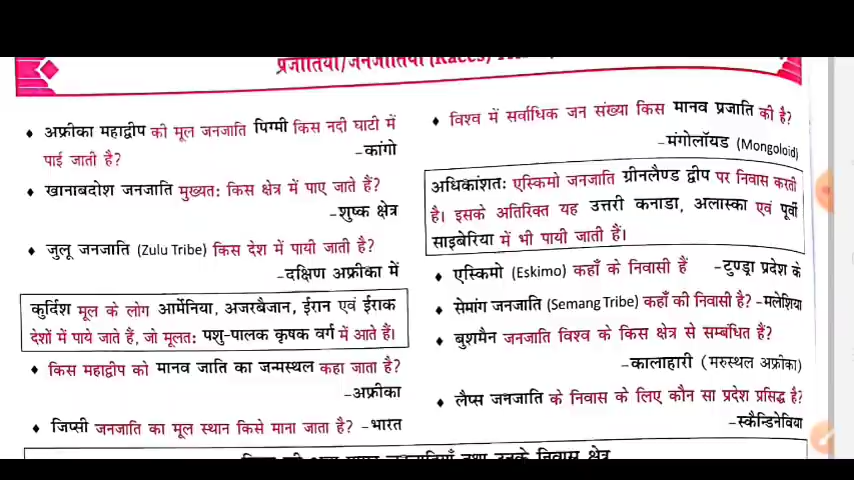 प्रजातियाँ/जनजातियाँ (Races/
♦ अफ्रीका महाद्वीप की मूल जनजाति पिग्मी किस नदी घाटी में
पाई जाती है? –कांगो
♦ खानाबदोश जनजाति मुख्यत: किस क्षेत्र में पाए जाते हैं?
–शुष्क क्षेत्र
♦ जुलू जनजाति (Zulu Tribe) किस देश में पायी जाती है?
–दक्षिण अफ्रीका में
कुर्दिश मूल के लोग आर्मेनिया, अजरबैजान, ईरान एवं ईराक
देशों में पाये जाते हैं, जो मूलत: पशु-पालक कृषक वर्ग में आते हैं।
♦ किस महाद्वीप को मानव जाति का जन्मस्थल कहा जाता है?
–अफ्रीका
♦ जिप्सी जनजाति का मूल स्थान किसे माना जाता है? –भारत
♦ विश्व में सर्वाधिक जन संख्या किस मानव प्रजाति की है?
–मंगोलॉयड (Mongoloid)
अधिकांशत: एस्किमो जनजाति ग्रीनलैण्ड द्वीप पर निवास करती
है। इसके अतिरिक्त यह उत्तरी कनाडा, अलास्का एवं पूर्वी
साइबेरिया में भी पायी जाती हैं।
♦ एस्किमो (Eskimo) कहाँ के निवासी हैं –टुण्ड्रा प्रदेश के
♦ सेमांग जनजाति (Semang Tribe) कहाँ की निवासी है? –मलेशिया
♦ बुशमैन जनजाति विश्व के किस क्षेत्र से सम्बंधित हैं?
–कालाहारी (मरुस्थल अफ्रीका)
♦ लैप्स जनजाति के निवास के लिए कौन सा प्रदेश प्रसिद्ध है?
–स्कैन्डिनेविया
जनजातियाँ तथा उनके निवास क्षेत्र